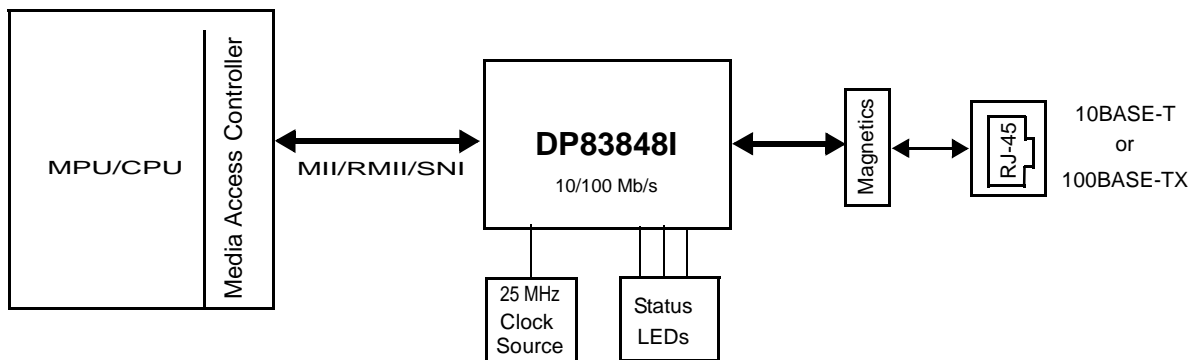 MPU/CPU
Media Access Controller
MII/RMII/SNI
DP83848I
10/100 Mb/s
25 MHz
Clock
Source
Status
LEDs
Magnetics
RJ-45
10BASE-T
or
100BASE-TX